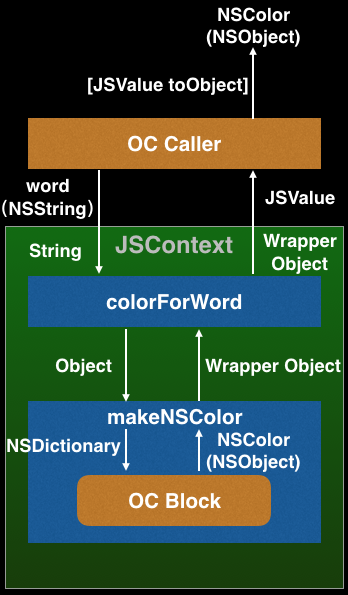 NSColor
(NSObject)
[JSValue toObject]
OC Caller
word
(NSString)
JSValue
String
JSContext
Wrapper
Object
colorForWord
Object
Wrapper Object
makeNSColor
NSDictionary
NSColor
(NSObject)
OC Block